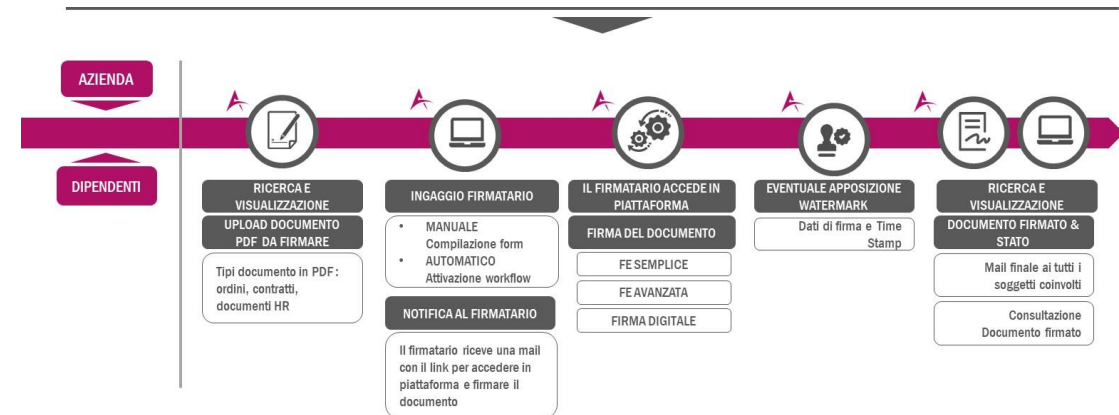 AZIENDA
DIPENDENTI
RICERCA E
VISUALIZZAZIONE
UPLOAD DOCUMENTO
PDF DA FIRMARE
Tipi documento in PDF :
ordini, contratti,
documenti HR
INGAGGIO FIRMATARIO
• MANUALE
Compilazione form
• AUTOMATICO
Attivazione workflow
NOTIFICA AL FIRMATARIO
Il firmatario riceve una mail
con il link per accedere in
piattaforma e firmare il
documento
IL FIRMATARIO ACCEDE IN
PIATTAFORMA
FIRMA DEL DOCUMENTO
FE SEMPLICE
FE AVANZATA
FIRMA DIGITALE
EVENTUALE APPOSIZIONE
WATERMARK
Dati di firma e Time
Stamp
RICERCA E
VISUALIZZAZIONE
DOCUMENTO FIRMATO &
STATO
Mail finale ai tutti i
soggetti coinvolti
Consultazione
Documento firmato